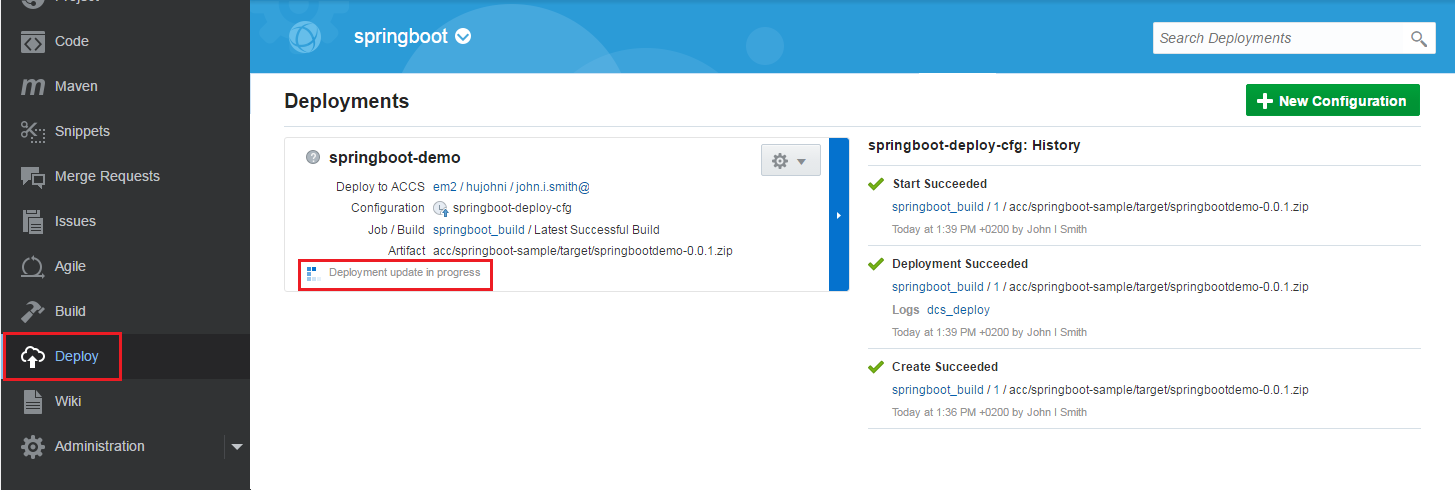 Project
Code
Maven
Snippets
Merge Requests
Issues
Agile
Build
Deploy
Wiki
Administration
springboot
Search Deployments
Deployments
New Configuration
springboot-demo
Deploy to ACCS em2 / hujohni / john.i.smith@
Configuration springboot-deploy-cfg
Job / Build springboot_build / Latest Successful Build
Artifact acc/springboot-sample/target/springbootdemo-0.0.1.zip
Deployment update in progress
springboot-deploy-cfg: History
Start Succeeded
springboot_build / 1 / acc/springboot-sample/target/springbootdemo-0.0.1.zip
Today at 1:39 PM +0200 by John I Smith
Deployment Succeeded
springboot_build / 1 / acc/springboot-sample/target/springbootdemo-0.0.1.zip
Logs dcs_deploy
Today at 1:39 PM +0200 by John I Smith
Create Succeeded
springboot_build / 1 / acc/springboot-sample/target/springbootdemo-0.0.1.zip
Today at 1:36 PM +0200 by John I Smith